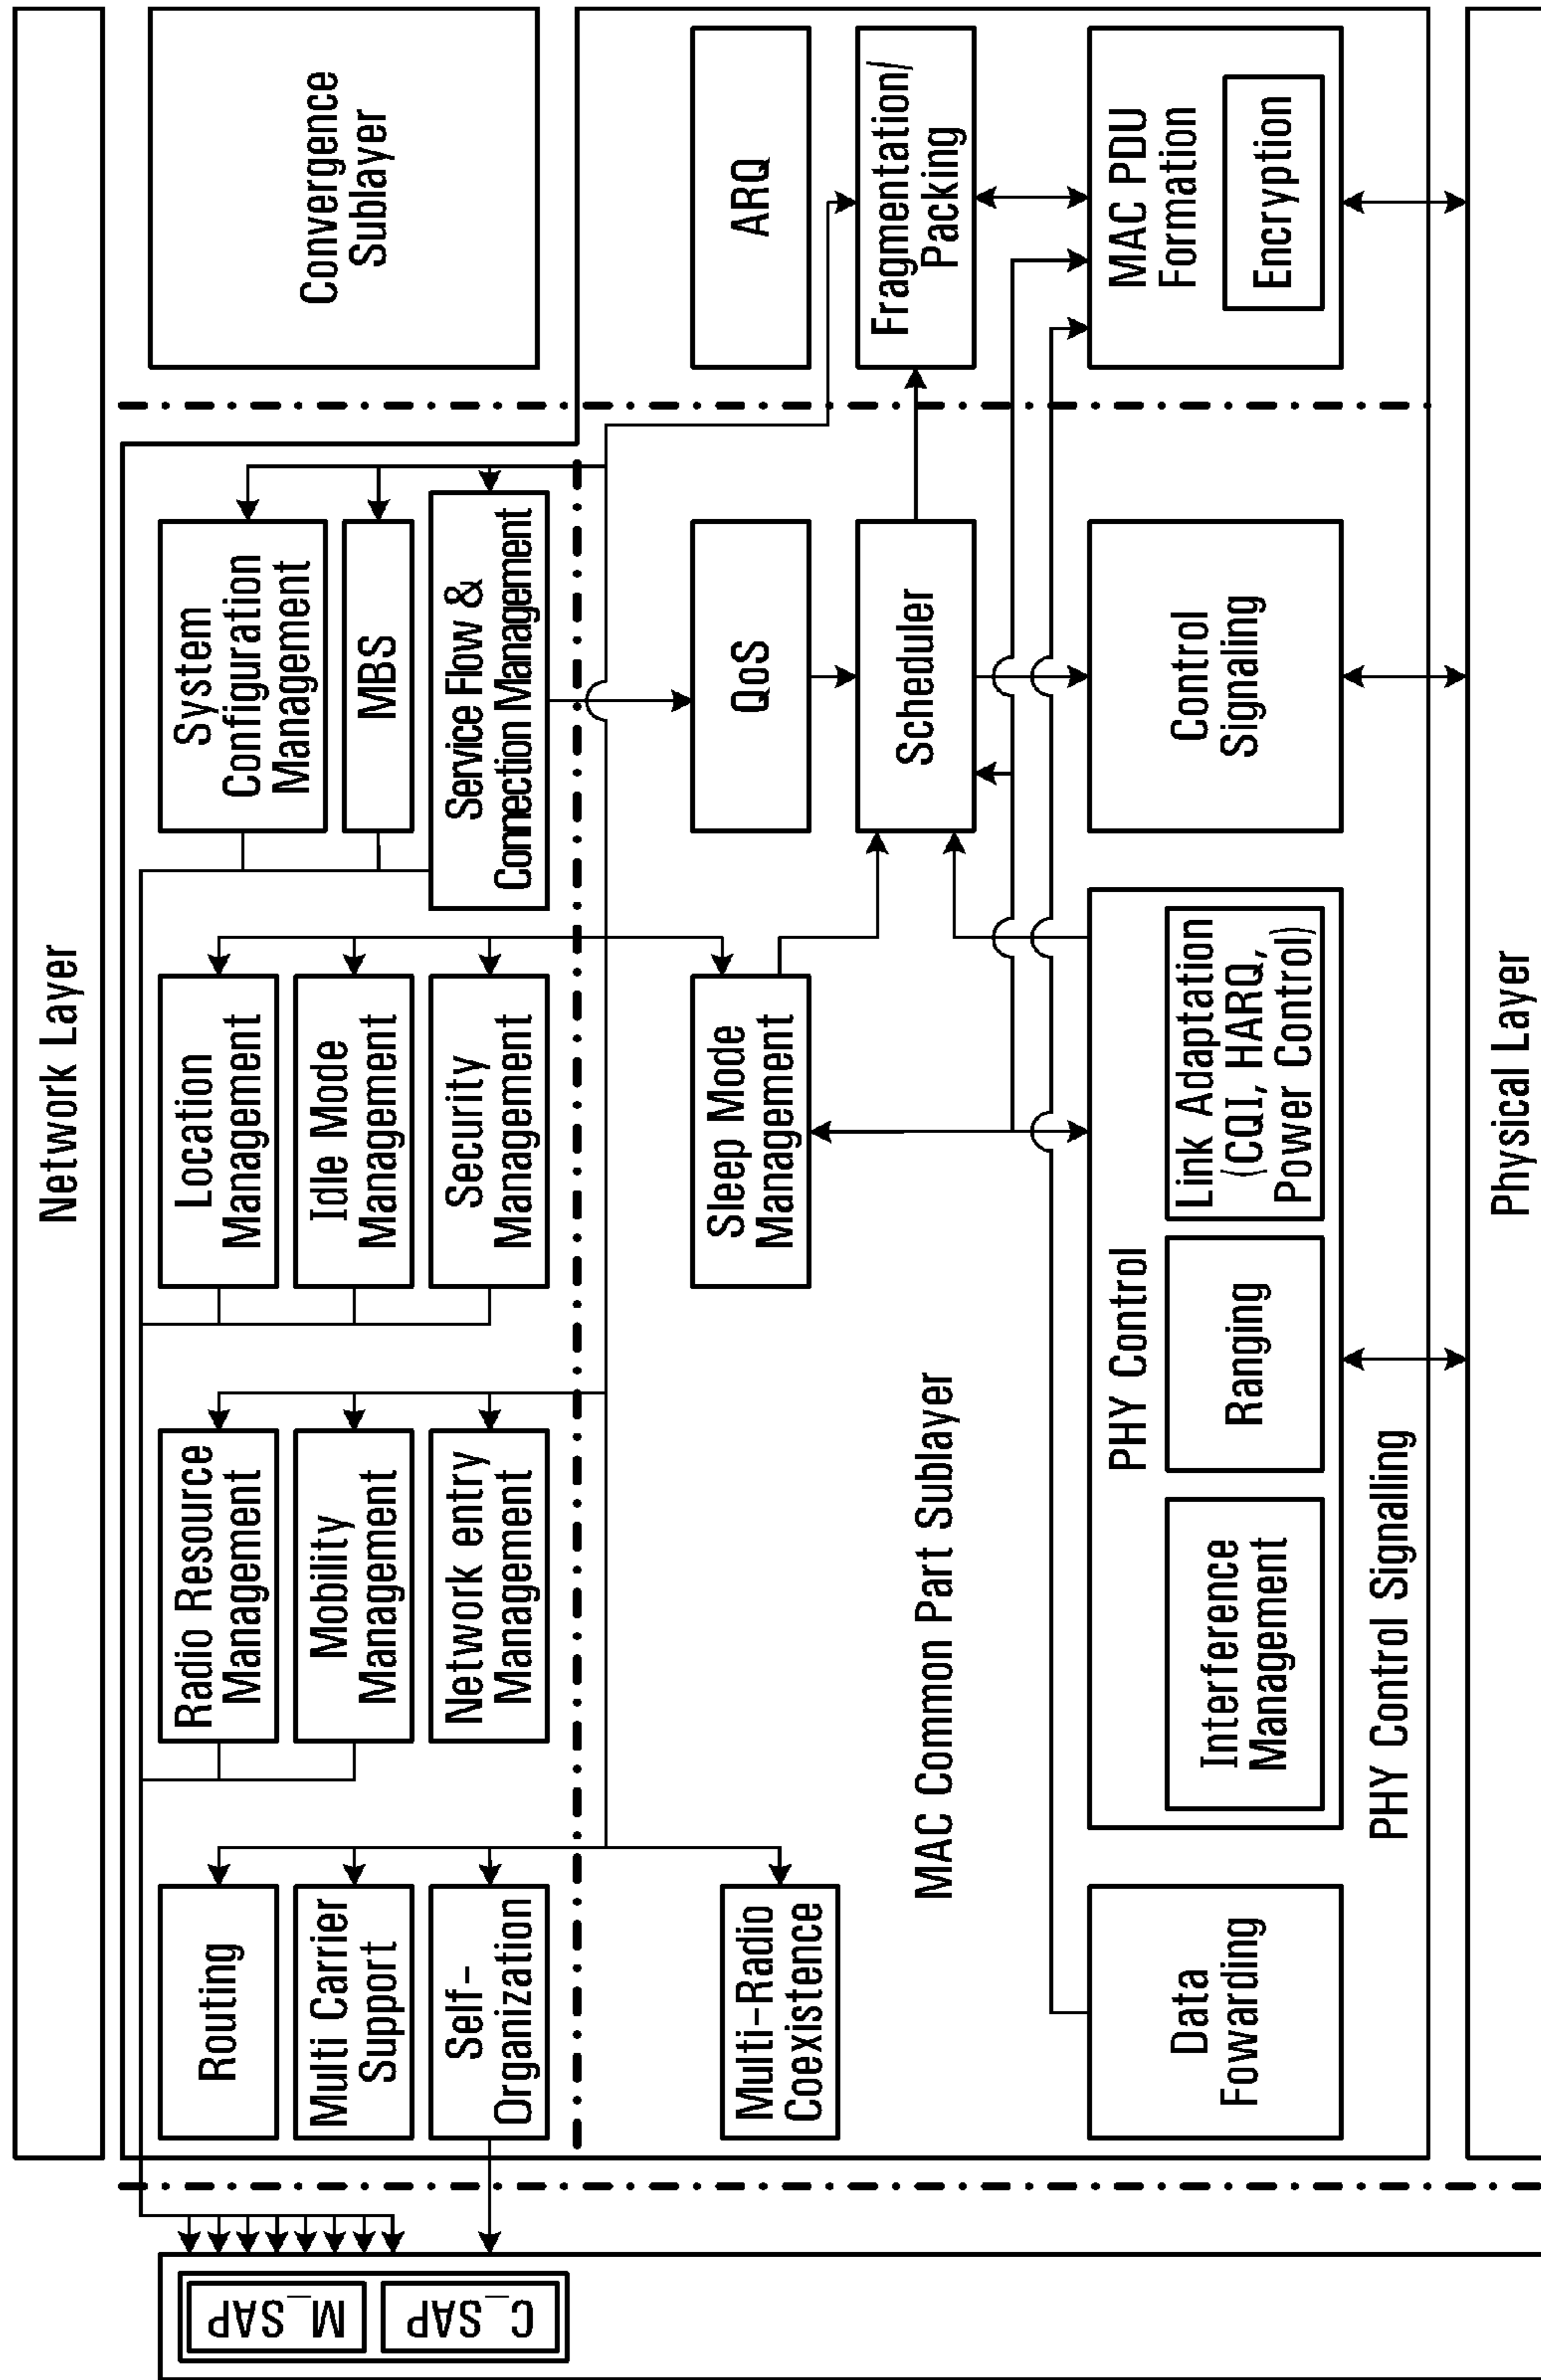 Network Layer
M_SAP
C_SAP
Routing
Multi Carrier
Support
Self-
Organization
Radio Resource
Management
Mobility
Management
Network entry
Management
Location
Management
Idle Mode
Management
Security
Management
System
Configuration
Management
MBS
Service Flow &
Connection Management
Convergence
Sublayer
Multi-Radio
Coexistence
Sleep Mode
Management
QoS
ARQ
MAC Common Part Sublayer
Scheduler
Fragmentation/
Packing
Data
Fowarding
PHY Control
Interference
Management
Ranging
Link Adaptation
(CQI, HARQ,
Power Control)
Control
Signaling
MAC PDU
Formation
Encryption
PHY Control Signalling
Physical Layer